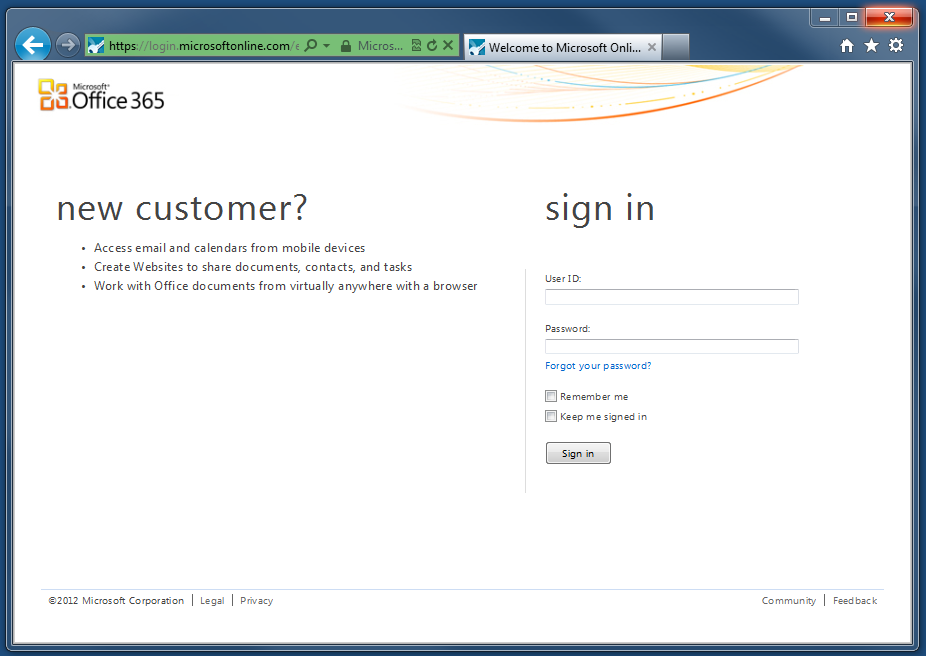 https://login.microsoftonline.com/e
Micros...
Welcome to Microsoft Onli...
Microsoft®
Office 365
new customer?
• Access email and calendars from mobile devices
• Create Websites to share documents, contacts, and tasks
• Work with Office documents from virtually anywhere with a browser
sign in
User ID:
Password:
Forgot your password?
Remember me
Keep me signed in
Sign in
©2012 Microsoft Corporation | Legal | Privacy
Community | Feedback